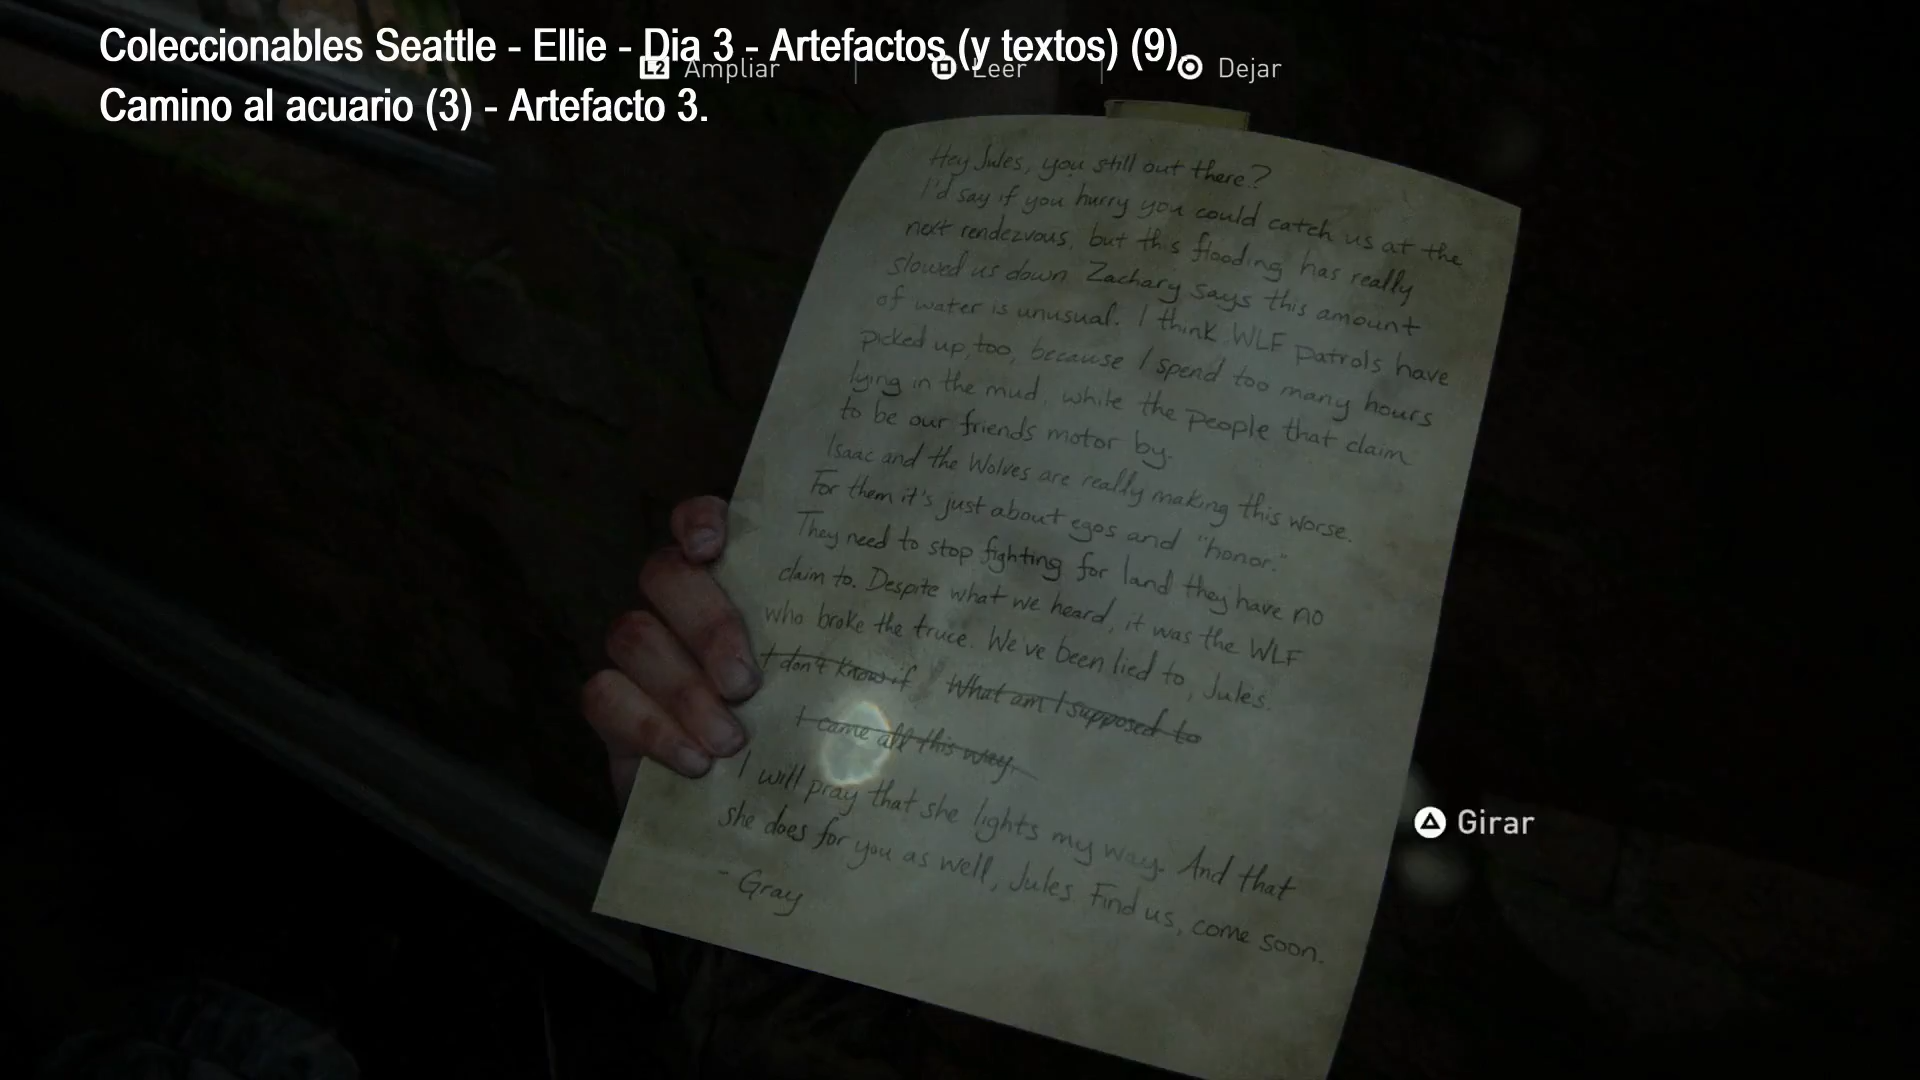 Coleccionables Seattle - Ellie - Dia 3 - Artefactos (y textos) (9).
L2 Ampliar | Leer | Dejar
Camino al acuario (3) - Artefacto 3.
Hey Jules, you still out there?
I'd say if you hurry you could catch us at the
next rendezvous, but this flooding has really
slowed us down. Zachary says this amount
of water is unusual. I think WLF patrols have
picked up, too, because I spend too many hours
lying in the mud, while the people that claim
to be our friends motor by.
Isaac and the Wolves are really making this worse.
For them it's just about egos and "honor."
They need to stop fighting for land they have no
claim to. Despite what we heard, it was the WLF
who broke the truce. We've been lied to, Jules.
I don't know if What am I supposed to
I came all this way.
I will pray that she lights my way. And that
she does for you as well, Jules. Find us, come soon.
- Gray
Girar